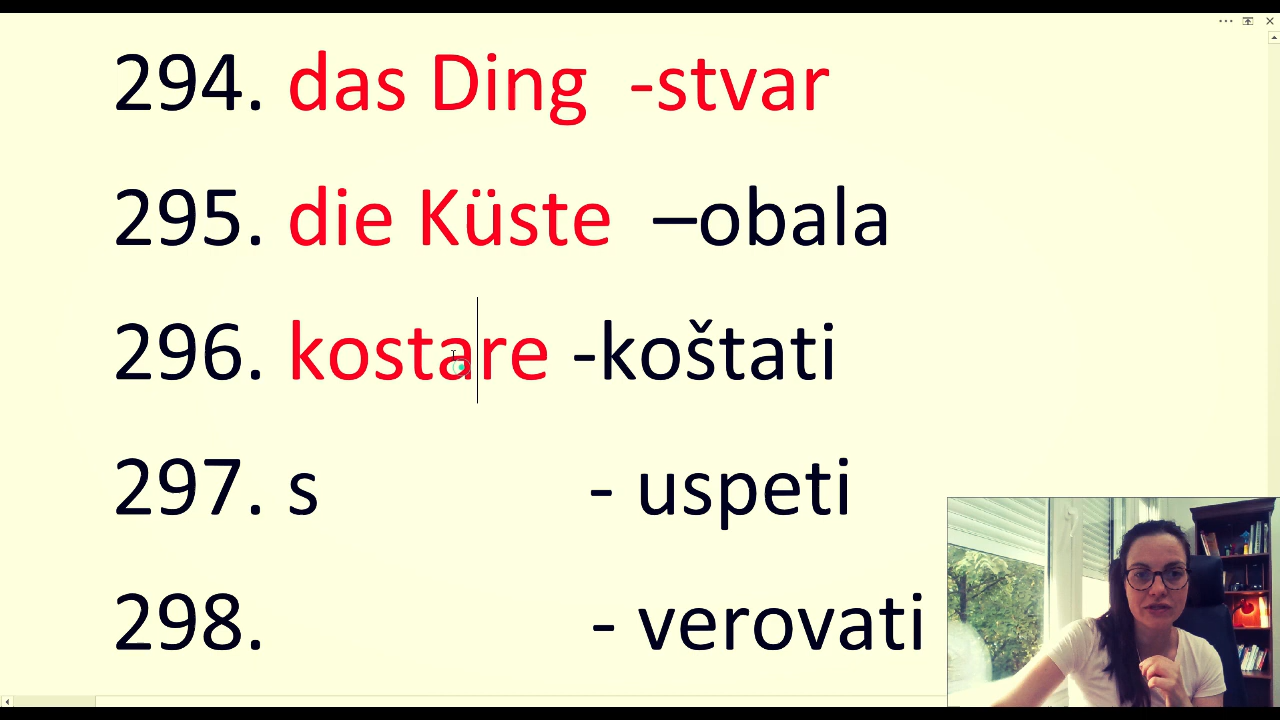 294. das Ding -stvar
295. die Küste –obala
296. kostare -koštati
297. s - uspeti
298. - verovati